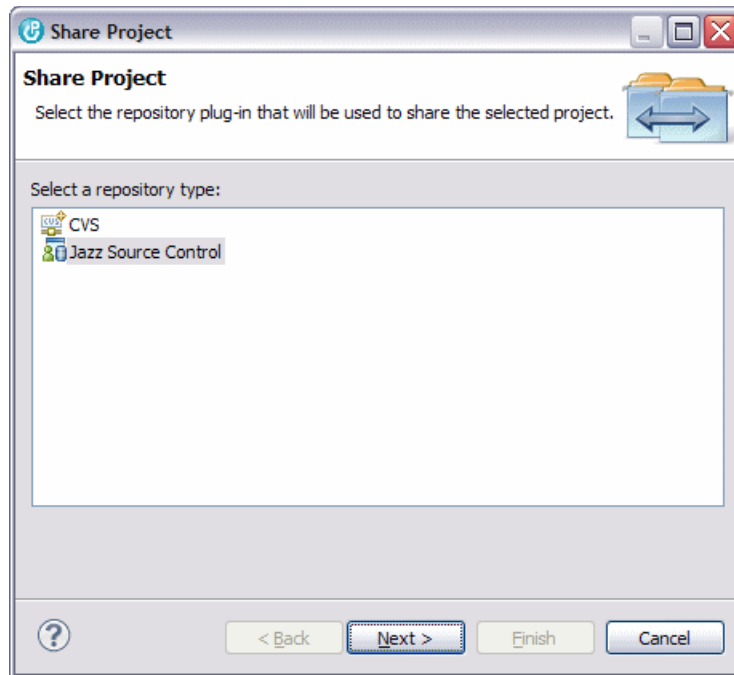 Share Project
Share Project
Select the repository plug-in that will be used to share the selected project.
Select a repository type:
CVS
Jazz Source Control
< Back Next > Finish Cancel